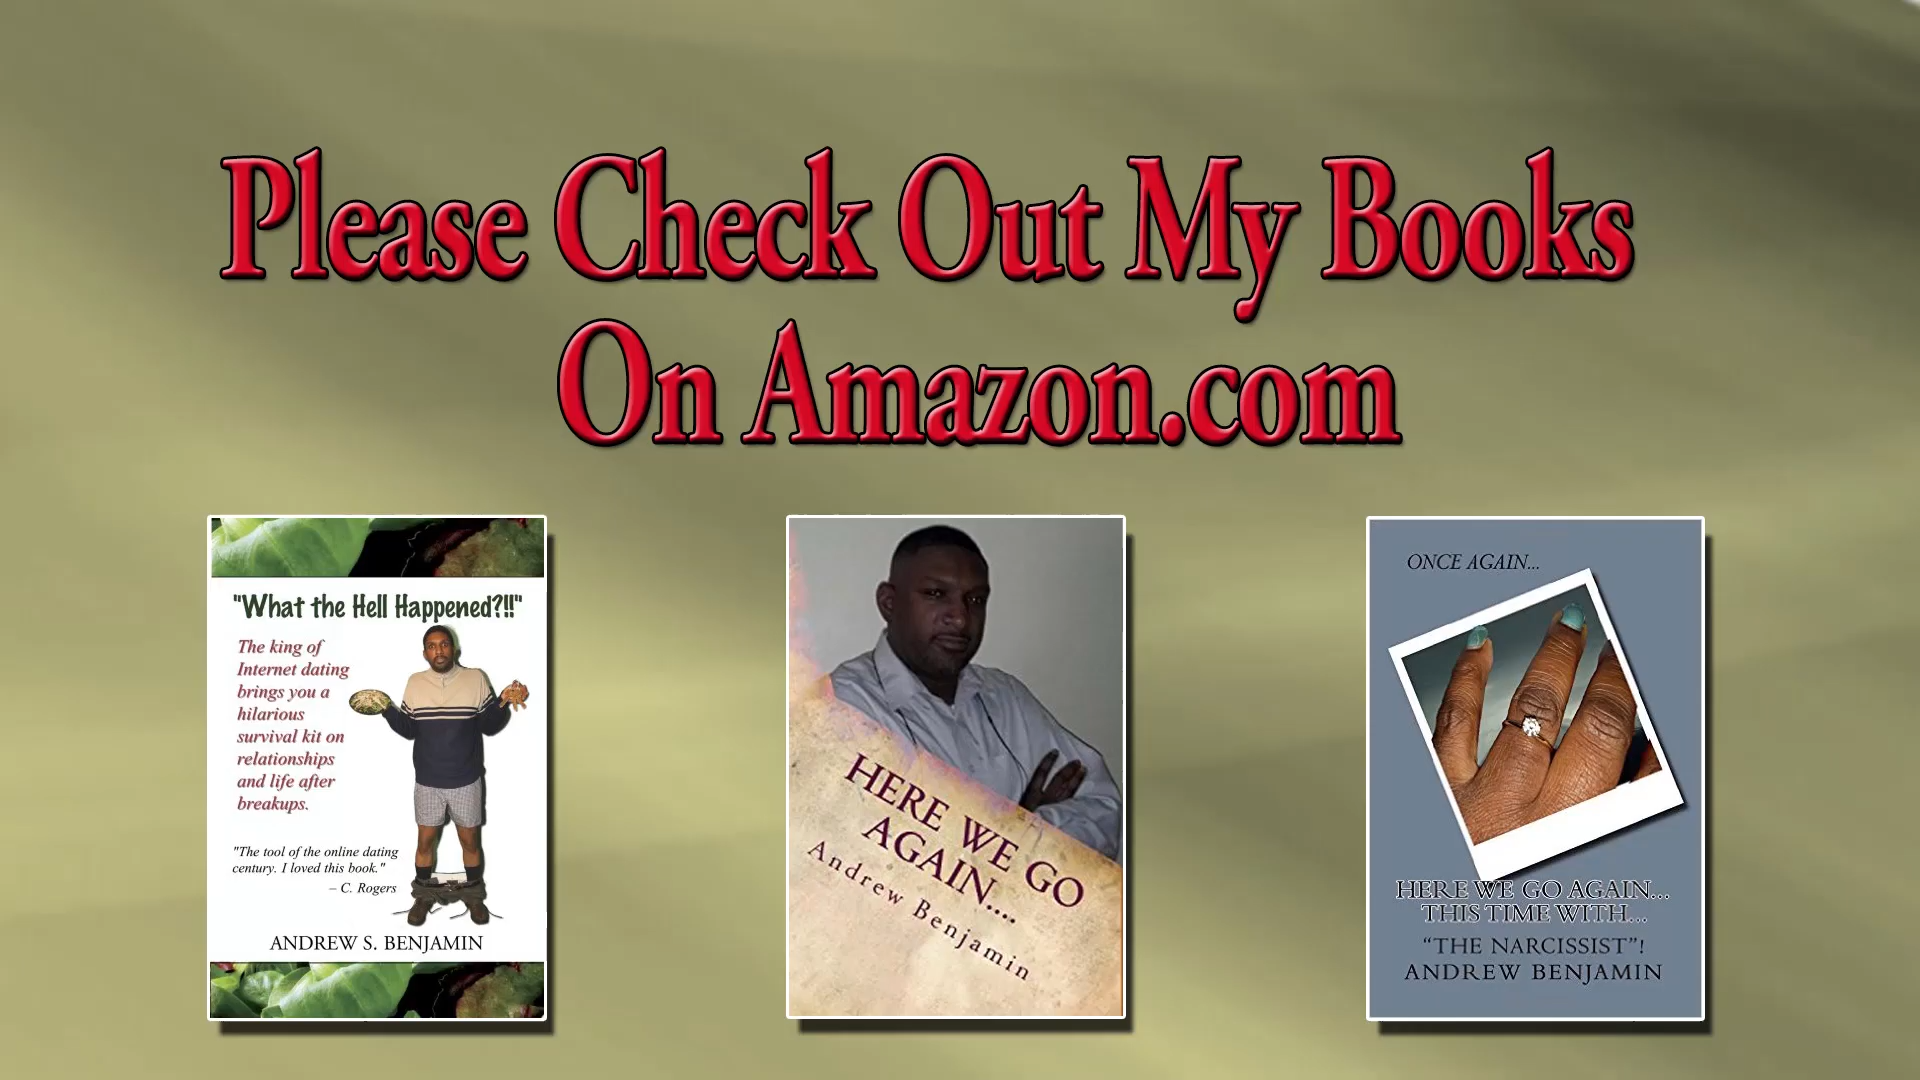 Please Check Out My Books
On Amazon.com
"What the Hell Happened?!!"
The king of
Internet dating
brings you a
hilarious
survival kit on
relationships
and life after
breakups.
"The tool of the online dating
century. I loved this book."
– C. Rogers
ANDREW S. BENJAMIN
HERE WE GO
AGAIN....
Andrew Benjamin
ONCE AGAIN...
HERE WE GO AGAIN...
THIS TIME WITH...
“THE NARCISSIST”!
ANDREW BENJAMIN